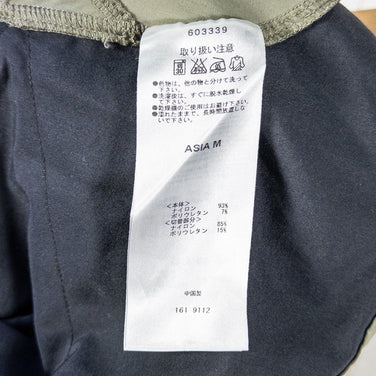 603339
取り扱い注意
●色物は、他の物と分けて洗って
下さい。
●洗濯後は、すぐに脱水乾燥し
て下さい。
●乾燥機のご使用はお避け下さい。
●濡れたままで、長時間放置しない
で下さい。
ASIA M
<本体>
ナイロン 93%
ポリウレタン 7%
<切替部分>
ナイロン 85%
ポリウレタン 15%
中国製
161 9112